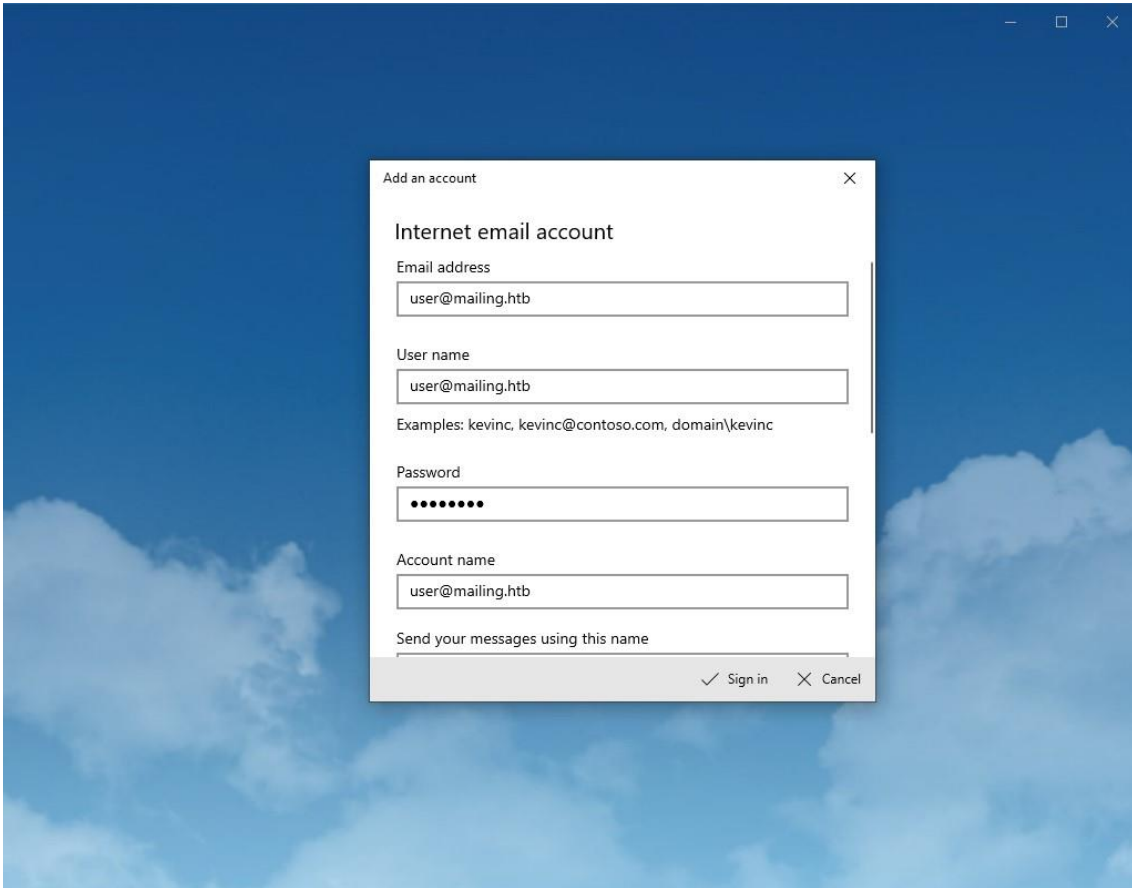 Add an account
Internet email account
Email address
user@mailing.htb
User name
user@mailing.htb
Examples: kevinc, kevinc@contoso.com, domain\kevinc
Password
••••••••
Account name
user@mailing.htb
Send your messages using this name
Sign in Cancel